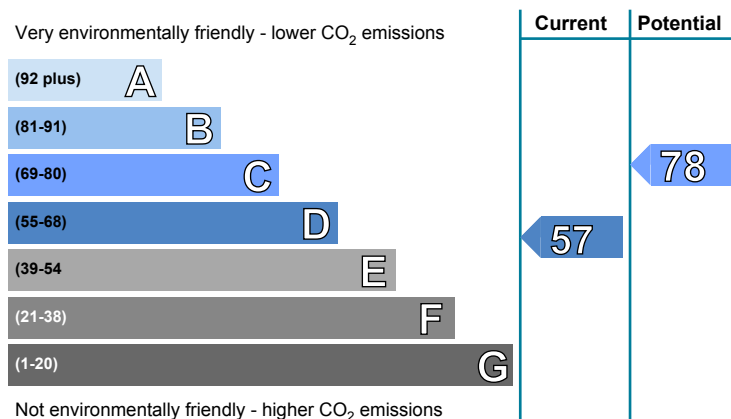 Very environmentally friendly - lower CO2 emissions
Current
Potential
(92 plus) A
(81-91) B
(69-80) C
78
(55-68) D
57
(39-54 E
(21-38) F
(1-20) G
Not environmentally friendly - higher CO2 emissions